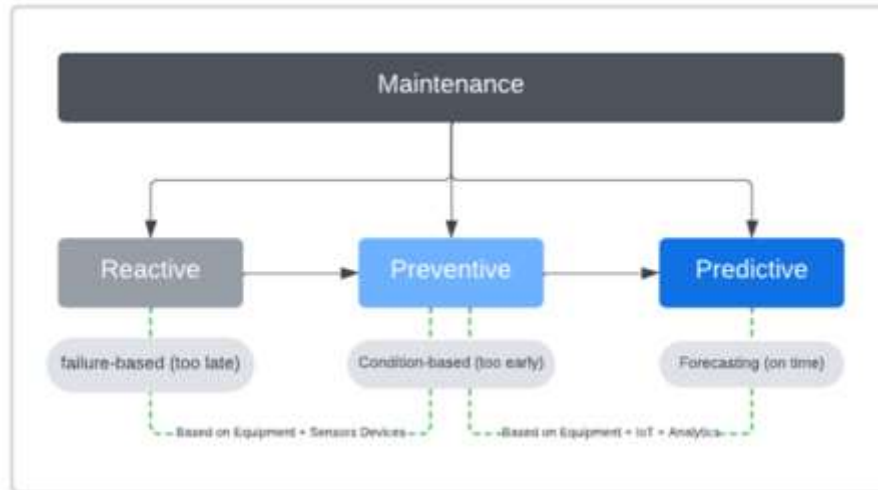 Maintenance
Reactive
Preventive
Predictive
failure-based (too late)
Condition-based (too early)
Forecasting (on time)
Based on Equipment + Sensors Devices
Based on Equipment + IoT + Analytics